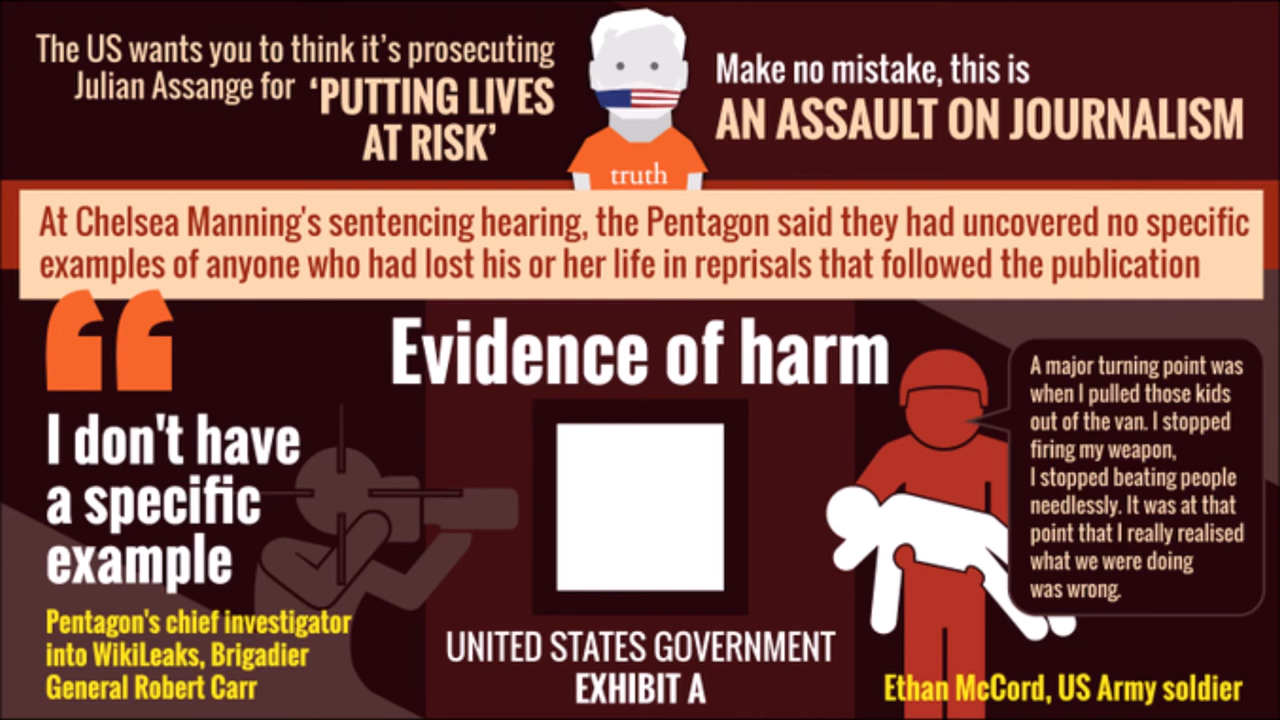 The US wants you to think it’s prosecuting
Julian Assange for ‘PUTTING LIVES
AT RISK’
Make no mistake, this is
AN ASSAULT ON JOURNALISM
truth
At Chelsea Manning's sentencing hearing, the Pentagon said they had uncovered no specific
examples of anyone who had lost his or her life in reprisals that followed the publication
I don't have
a specific
example
Pentagon's chief investigator
into WikiLeaks, Brigadier
General Robert Carr
Evidence of harm
UNITED STATES GOVERNMENT
EXHIBIT A
A major turning point was
when I pulled those kids
out of the van. I stopped
firing my weapon,
I stopped beating people
needlessly. It was at that
point that I really realised
what we were doing
was wrong.
Ethan McCord, US Army soldier